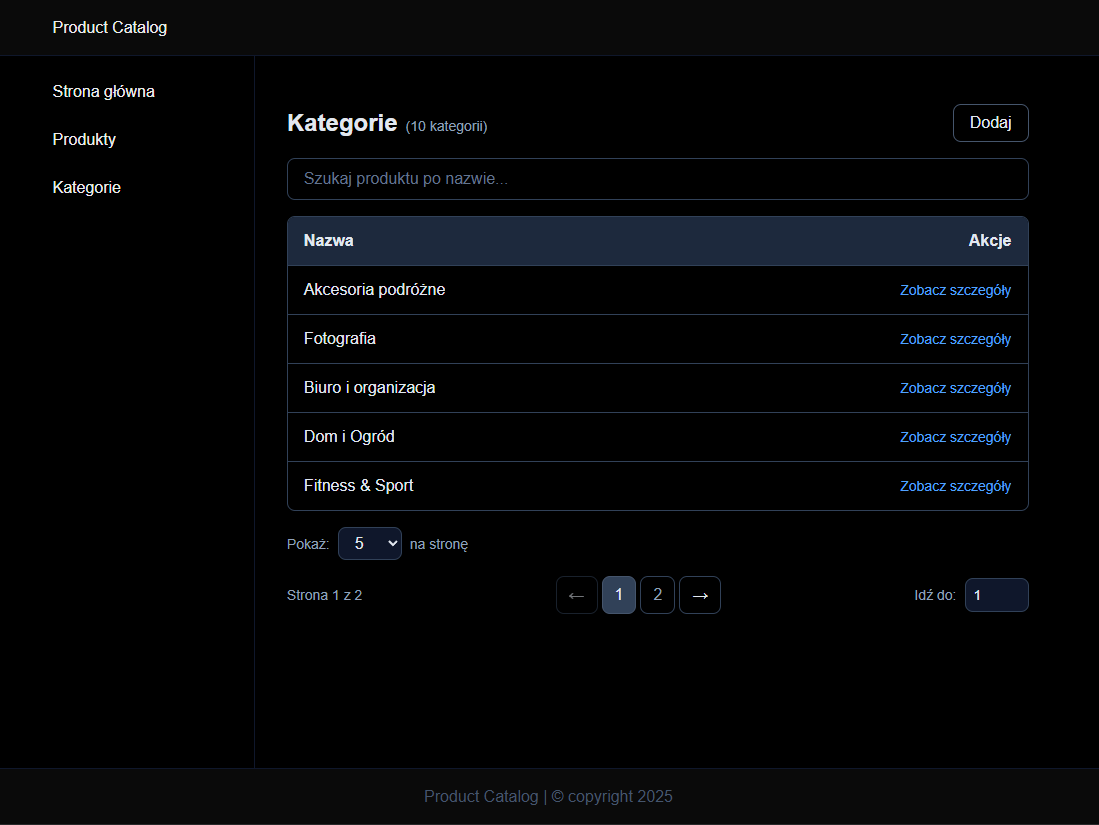 Product Catalog
Strona główna
Produkty
Kategorie
Kategorie (10 kategorii)
Dodaj
Szukaj produktu po nazwie...
Nazwa Akcje
Akcesoria podróżne Zobacz szczegóły
Fotografia Zobacz szczegóły
Biuro i organizacja Zobacz szczegóły
Dom i Ogród Zobacz szczegóły
Fitness & Sport Zobacz szczegóły
Pokaż: 5 na stronę
Strona 1 z 2 ← 1 2 → Idź do: 1
Product Catalog | © copyright 2025